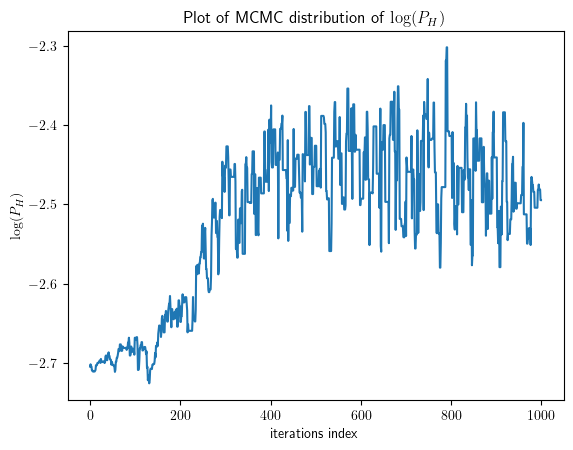 Plot of MCMC distribution of log(P_H)
−2.3
−2.4
−2.5
−2.6
−2.7
log(P_H)
0 200 400 600 800 1000
iterations index